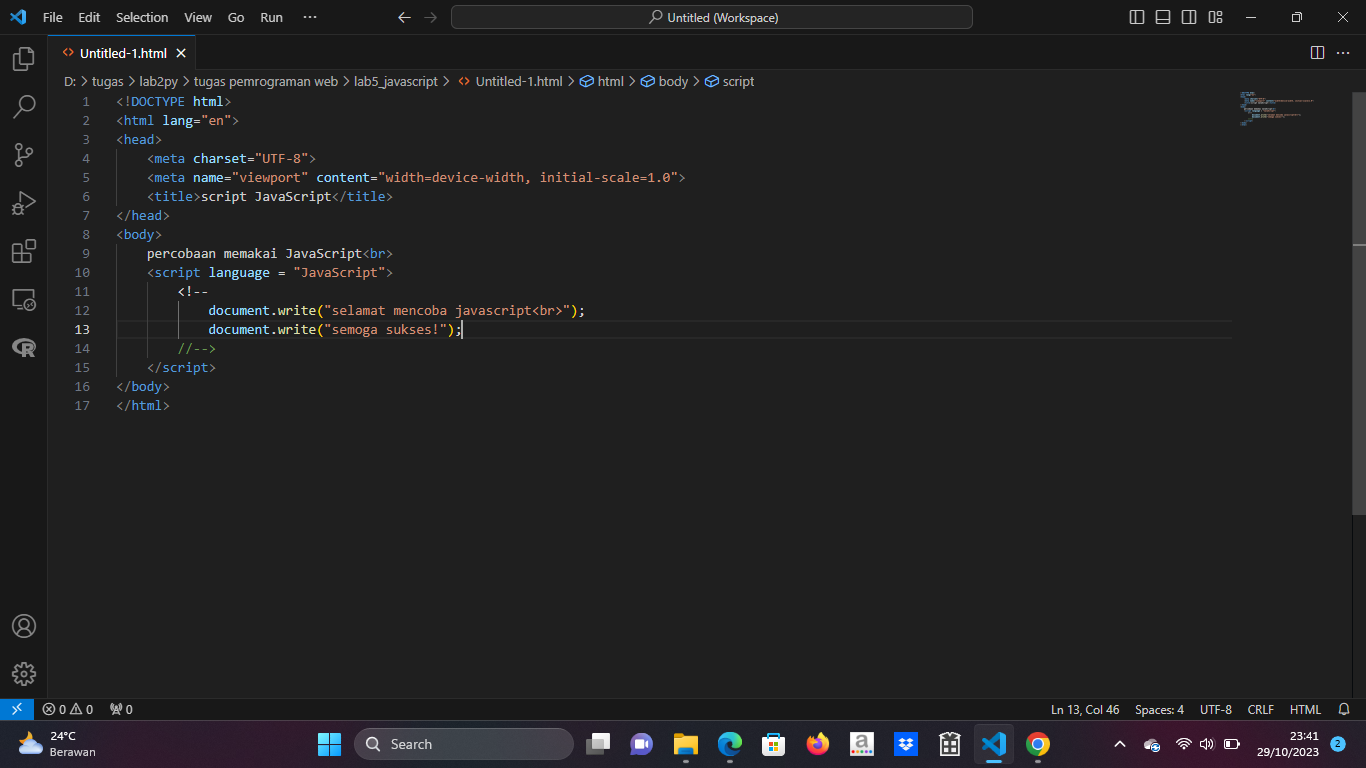 File Edit Selection View Go Run ···
Untitled (Workspace)
Untitled-1.html
D: > tugas > lab2py > tugas pemrograman web > lab5_javascript > Untitled-1.html > html > body > script
1 <!DOCTYPE html>
2 <html lang="en">
3 <head>
4 <meta charset="UTF-8">
5 <meta name="viewport" content="width=device-width, initial-scale=1.0">
6 <title>script JavaScript</title>
7 </head>
8 <body>
9 percobaan memakai JavaScript<br>
10 <script language = "JavaScript">
11 <!--
12 document.write("selamat mencoba javascript<br>");
13 document.write("semoga sukses!");
14 //-->
15 </script>
16 </body>
17 </html>
0 0 0 Ln 13, Col 46 Spaces: 4 UTF-8 CRLF HTML
24°C
Berawan
Search
23:41
29/10/2023
2